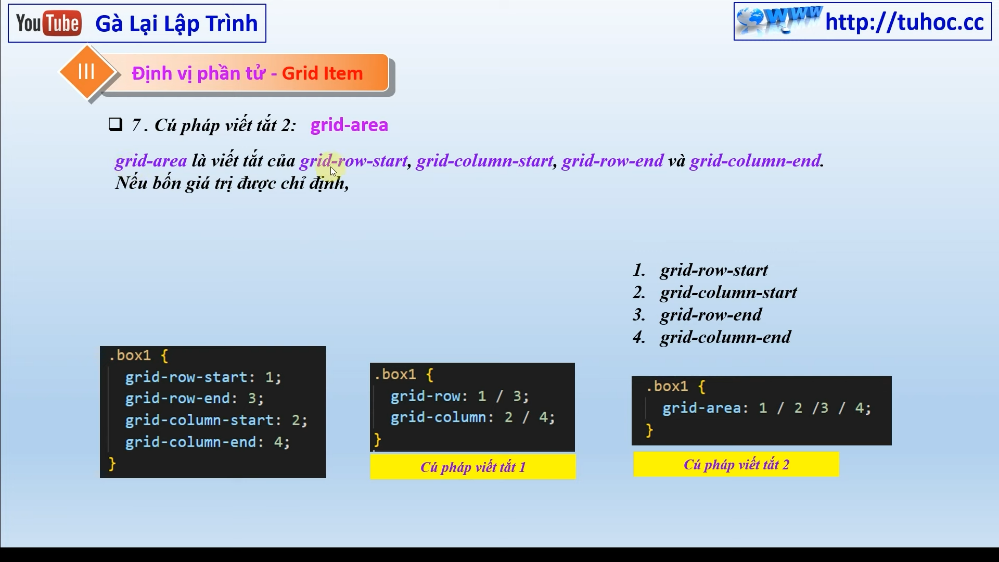 YouTube Gà Lại Lập Trình
WWW http://tuhoc.cc
III Định vị phần tử - Grid Item
7 . Cú pháp viết tắt 2: grid-area
grid-area là viết tắt của grid-row-start, grid-column-start, grid-row-end và grid-column-end.
Nếu bốn giá trị được chỉ định,
1. grid-row-start
2. grid-column-start
3. grid-row-end
4. grid-column-end
.box1 {
grid-row-start: 1;
grid-row-end: 3;
grid-column-start: 2;
grid-column-end: 4;
}
.box1 {
grid-row: 1 / 3;
grid-column: 2 / 4;
}
Cú pháp viết tắt 1
.box1 {
grid-area: 1 / 2 /3 / 4;
}
Cú pháp viết tắt 2